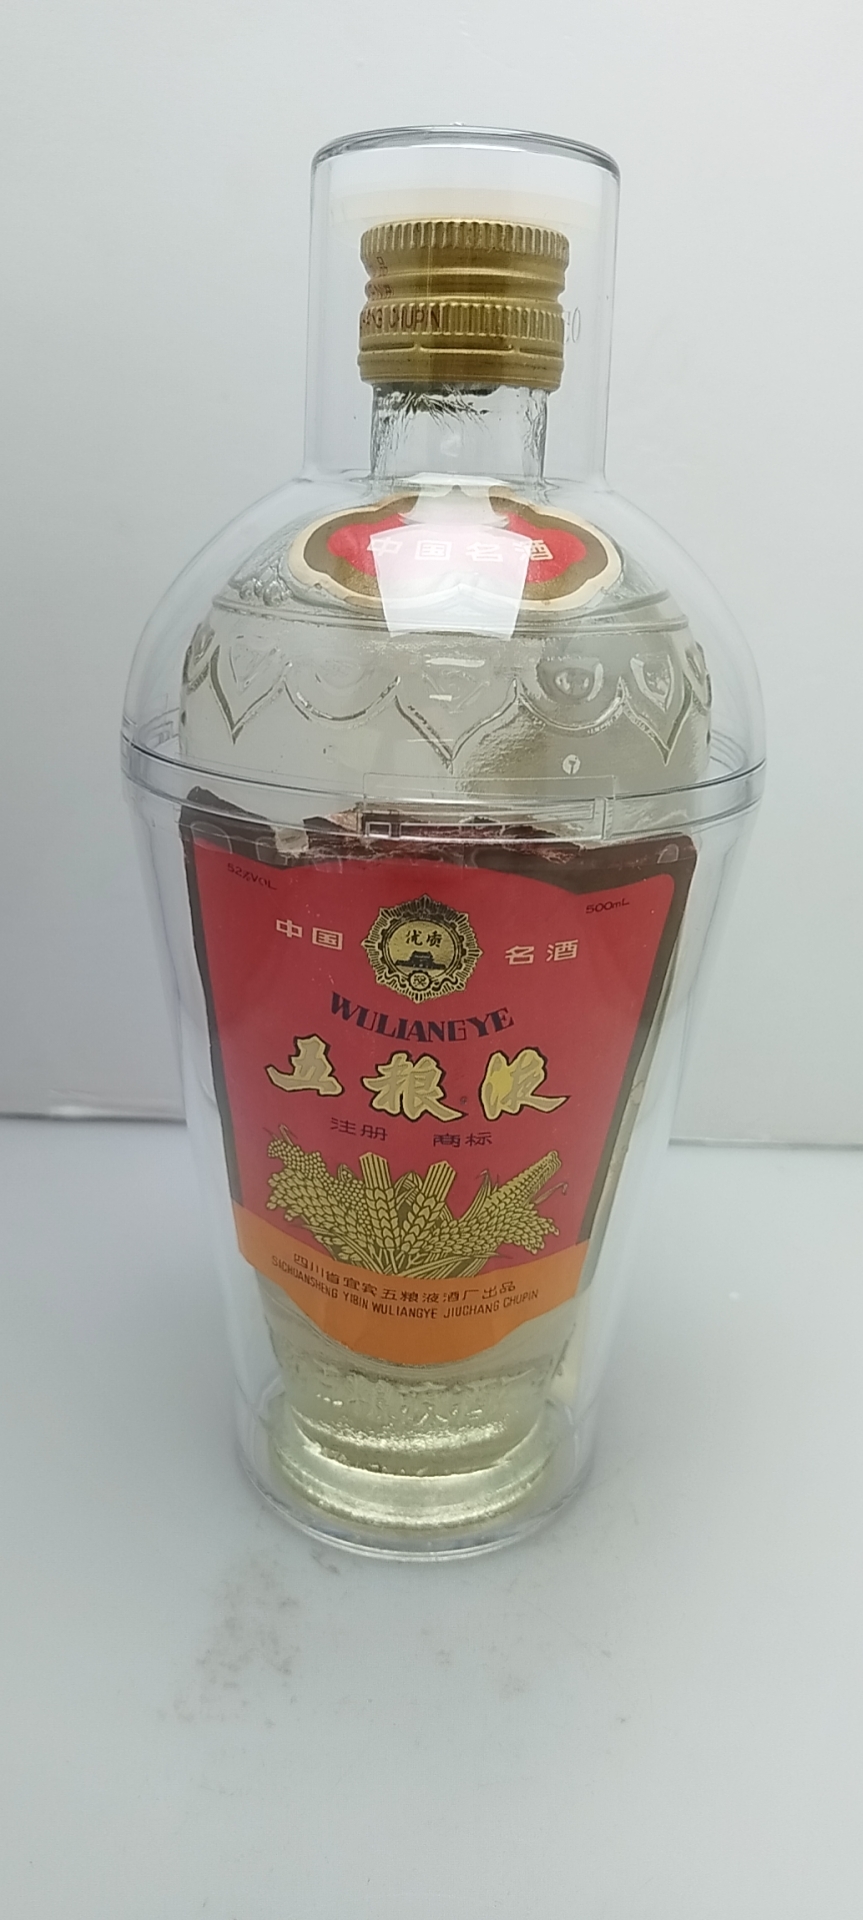 CHUPIN
中国名酒
52%VOL
500mL
中国
优质
名酒
WULIANGYE
五粮液
注册 商标
四川省宜宾五粮液酒厂出品
SICHUANSHENG YIBIN WULIANGYE JIUCHANG CHUPIN